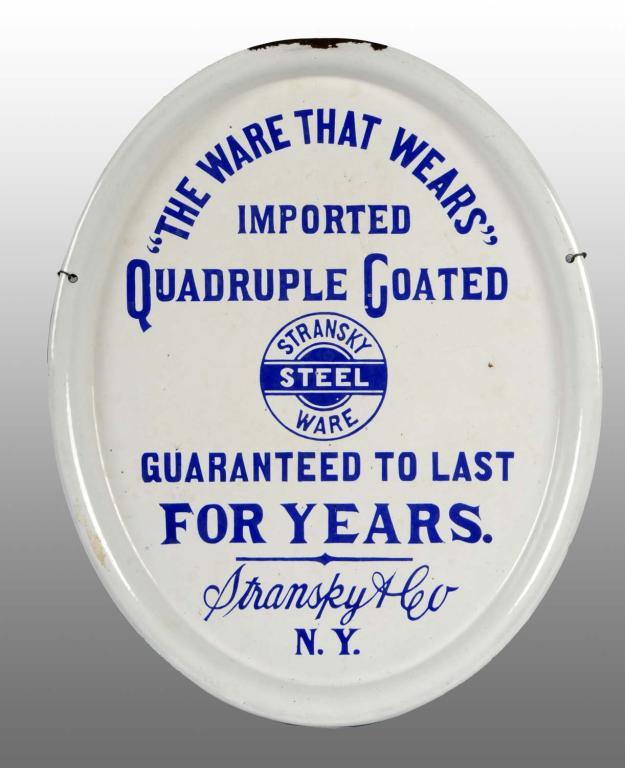 "THE WARE THAT WEARS"
IMPORTED
QUADRUPLE COATED
STRANSKY
STEEL
WARE
GUARANTEED TO LAST
FOR YEARS.
Stransky & Co
N. Y.